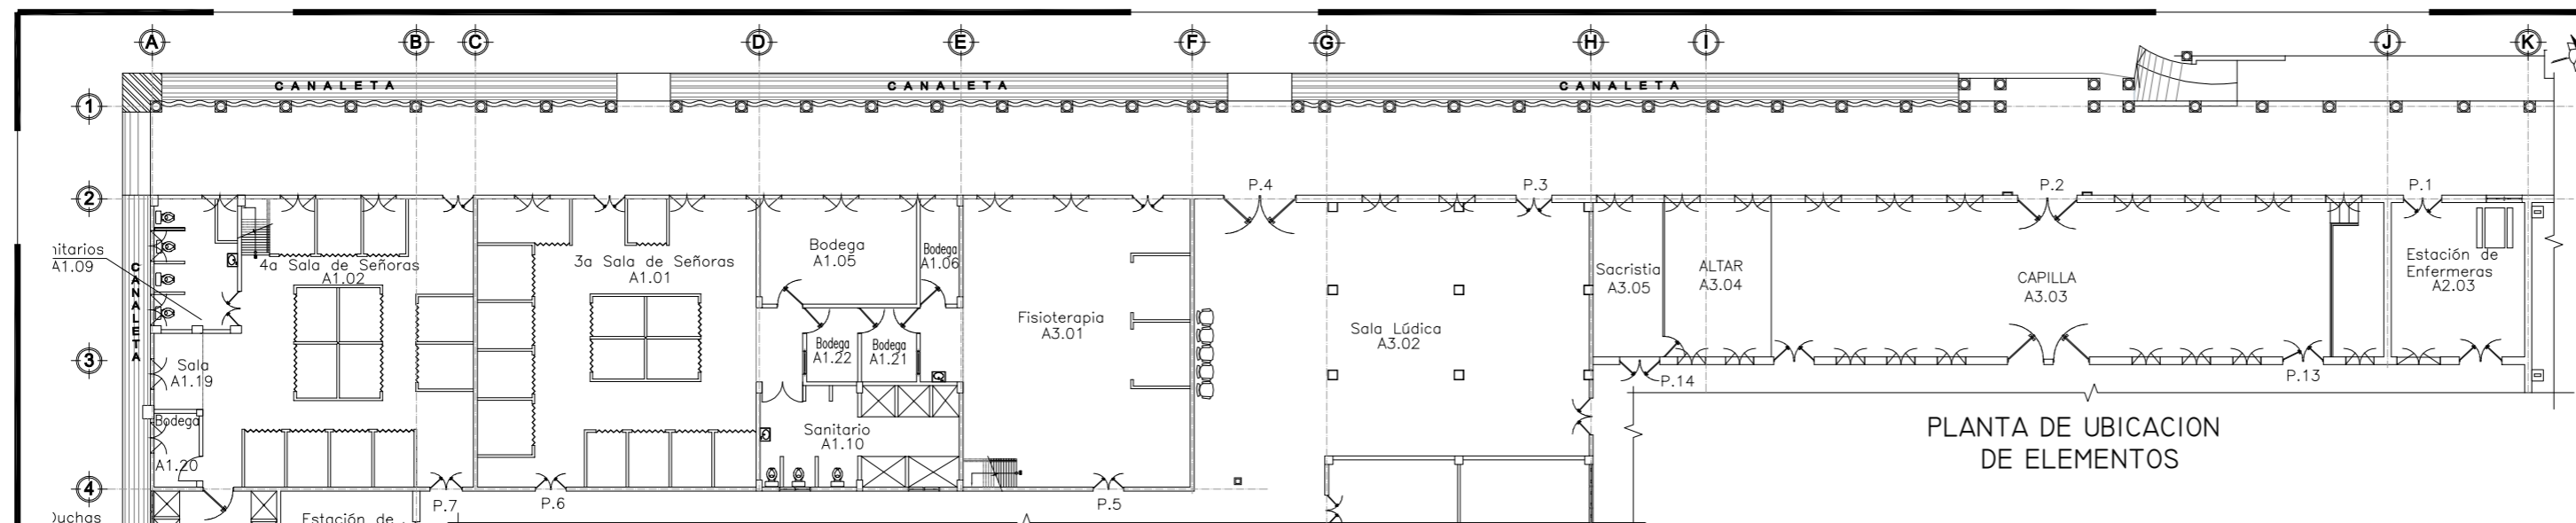 A B C D E F G H I J K
CANALETA CANALETA CANALETA
1
2
P.4 P.3 P.2 P.1
A1.09
CANALETA
4a Sala de Señoras
A1.02
3a Sala de Señoras
A1.01
Bodega
A1.05
Bodega
A1.06
Fisioterapia
A3.01
Sala Lúdica
A3.02
Sacristia
A3.05
ALTAR
A3.04
CAPILLA
A3.03
Estación de
Enfermeras
A2.03
3
Sala
A1.19
Bodega
A1.22
Bodega
A1.21
P.14
P.13
Bodega
A1.20
Sanitario
A1.10
PLANTA DE UBICACION
DE ELEMENTOS
4
P.7
P.6
P.5
Estación de